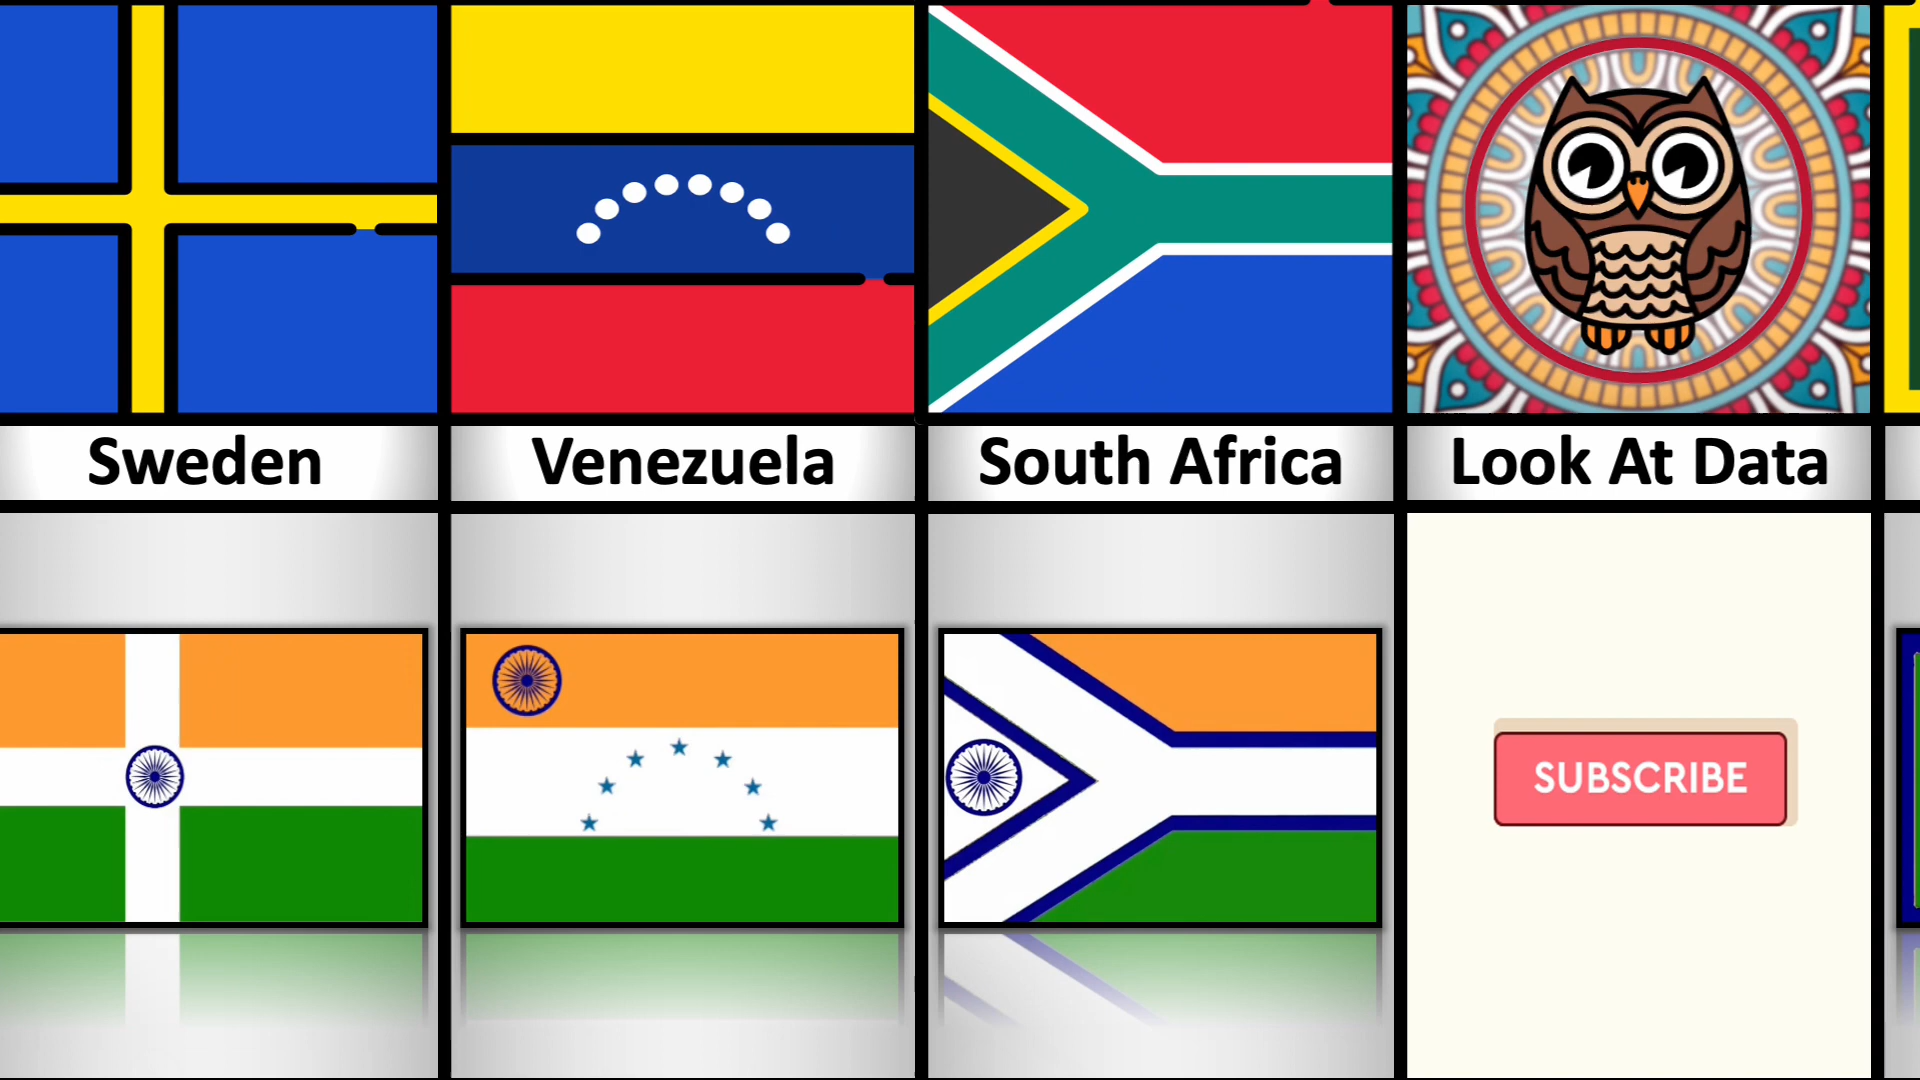 Sweden
Venezuela
South Africa
Look At Data
SUBSCRIBE